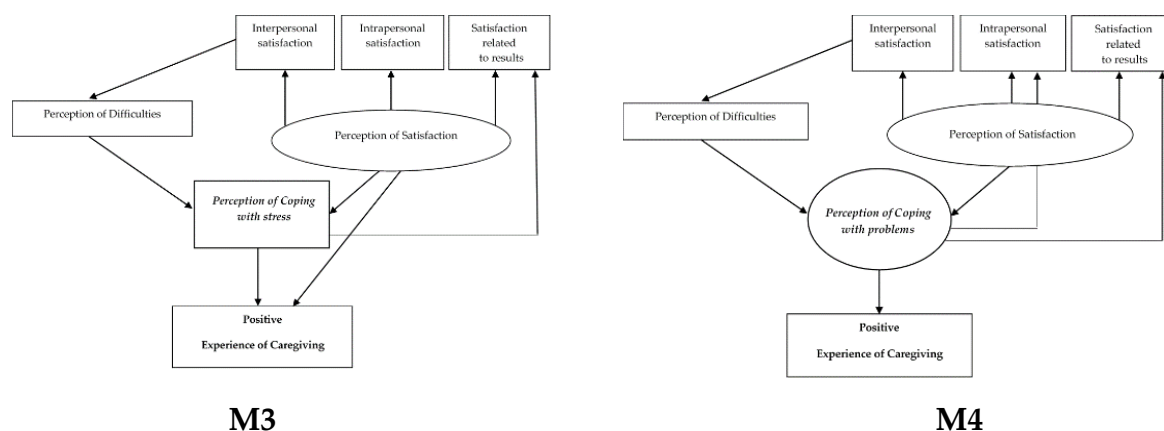 Interpersonal
satisfaction
Intrapersonal
satisfaction
Satisfaction
related
to results
Perception of Difficulties
Perception of Satisfaction
Perception of Coping
with stress
Positive
Experience of Caregiving
M3
Interpersonal
satisfaction
Intrapersonal
satisfaction
Satisfaction
related
to results
Perception of Difficulties
Perception of Satisfaction
Perception of Coping
with problems
Positive
Experience of Caregiving
M4